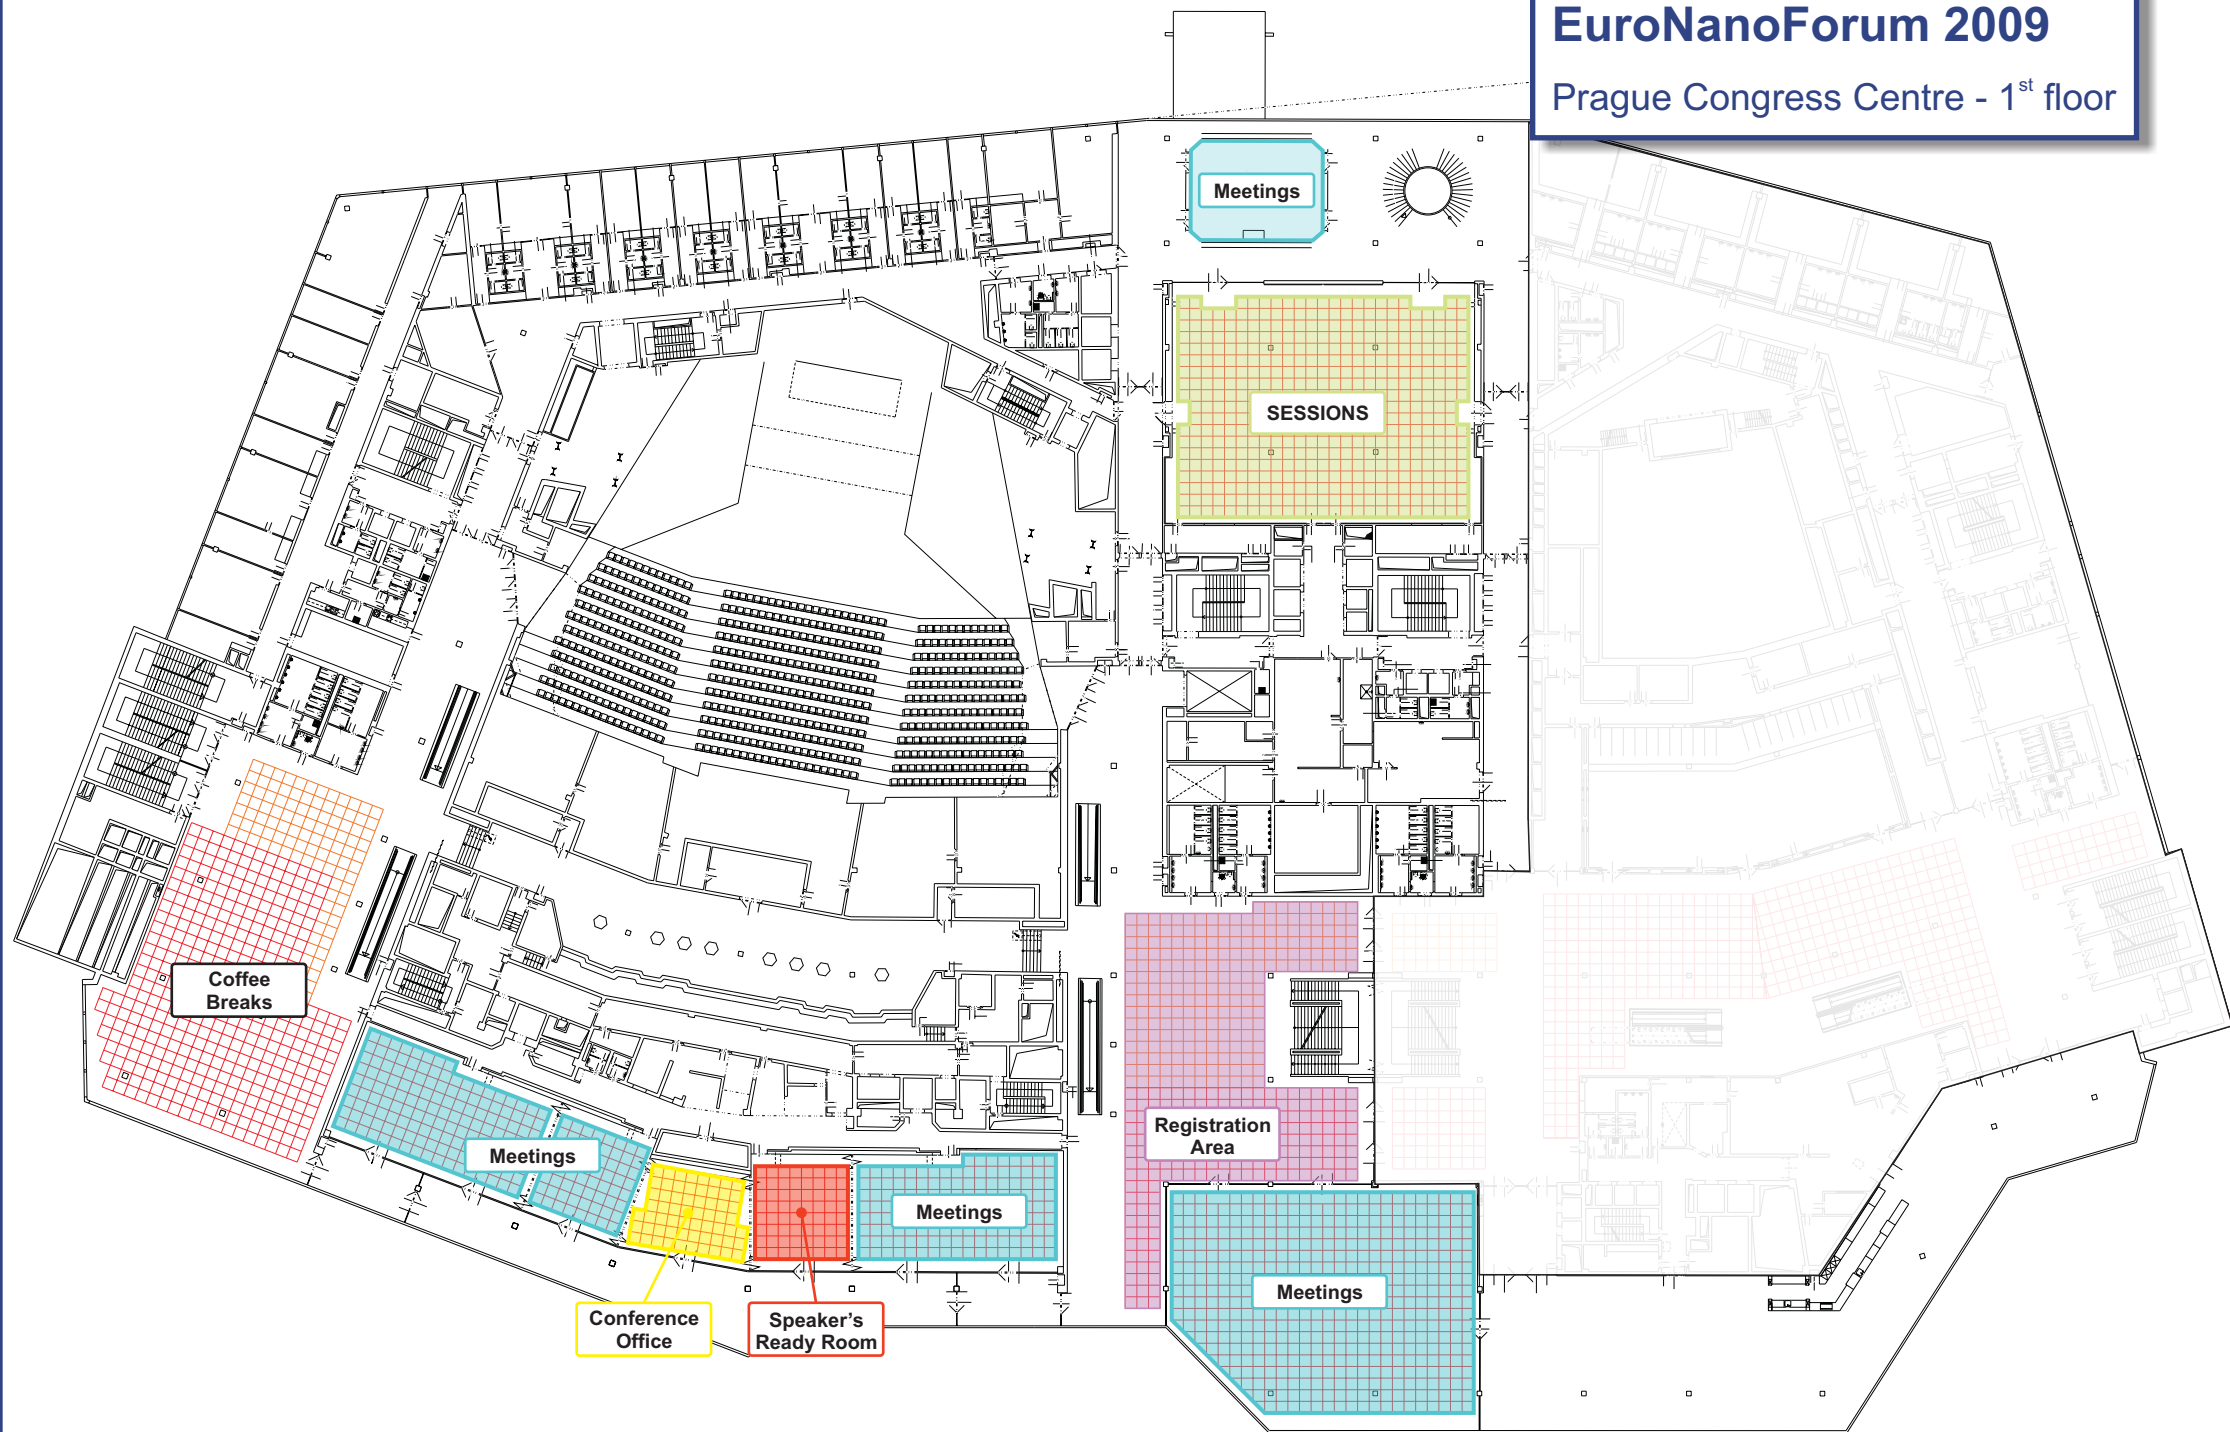 EuroNanoForum 2009
Prague Congress Centre - 1st floor
Meetings
SESSIONS
Coffee
Breaks
Registration
Area
Meetings
Meetings
Meetings
Conference
Office
Speaker's
Ready Room